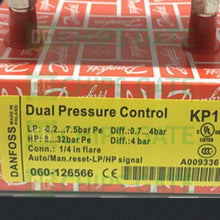 Dual Pressure Control KP1
LP: -0.2...7.5bar Pe Diff.:0.7...4bar
HP: 8...32bar Pe Diff.:4 bar
Conn.: 1/4 in flare
Auto/Man.reset-LP/HP signal
A009336
060-126566
DANFOSS
MADE IN POLAND